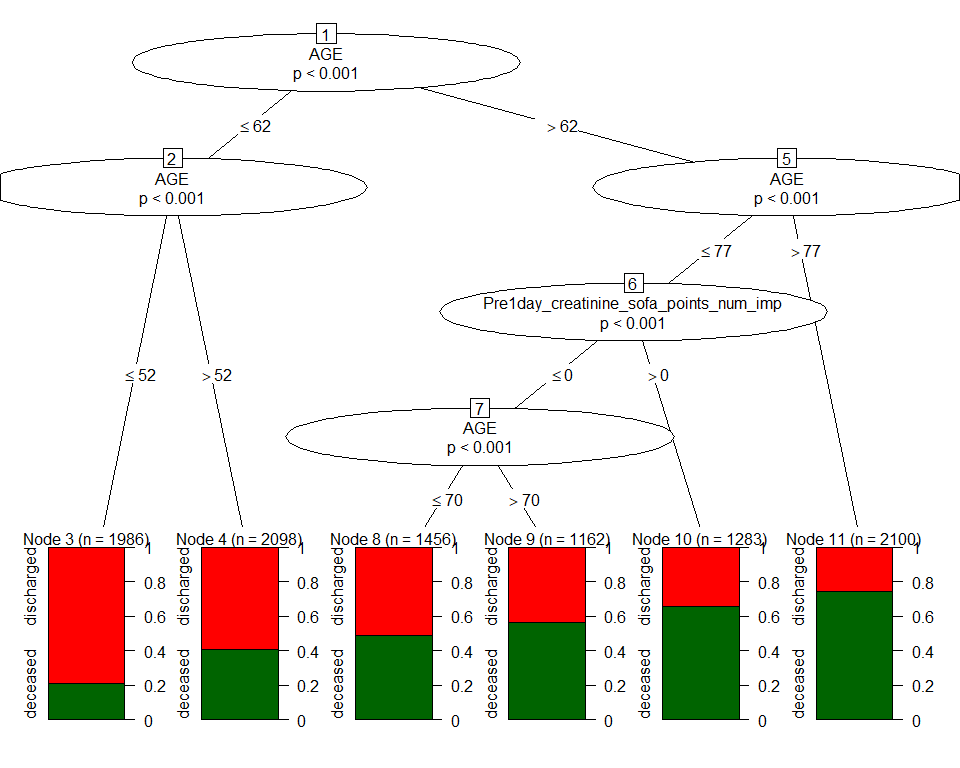 1
AGE
p < 0.001
≤ 62
> 62
2
AGE
p < 0.001
5
AGE
p < 0.001
≤ 77
> 77
6
Pre1day_creatinine_sofa_points_num_imp
p < 0.001
≤ 52
> 52
≤ 0
> 0
7
AGE
p < 0.001
≤ 70
> 70
Node 3 (n = 1986)
deceased
discharged
1
0.8
0.6
0.4
0.2
0
Node 4 (n = 2098)
deceased
discharged
1
0.8
0.6
0.4
0.2
0
Node 8 (n = 1456)
deceased
discharged
1
0.8
0.6
0.4
0.2
0
Node 9 (n = 1162)
deceased
discharged
1
0.8
0.6
0.4
0.2
0
Node 10 (n = 1283)
deceased
discharged
1
0.8
0.6
0.4
0.2
0
Node 11 (n = 2100)
deceased
discharged
1
0.8
0.6
0.4
0.2
0